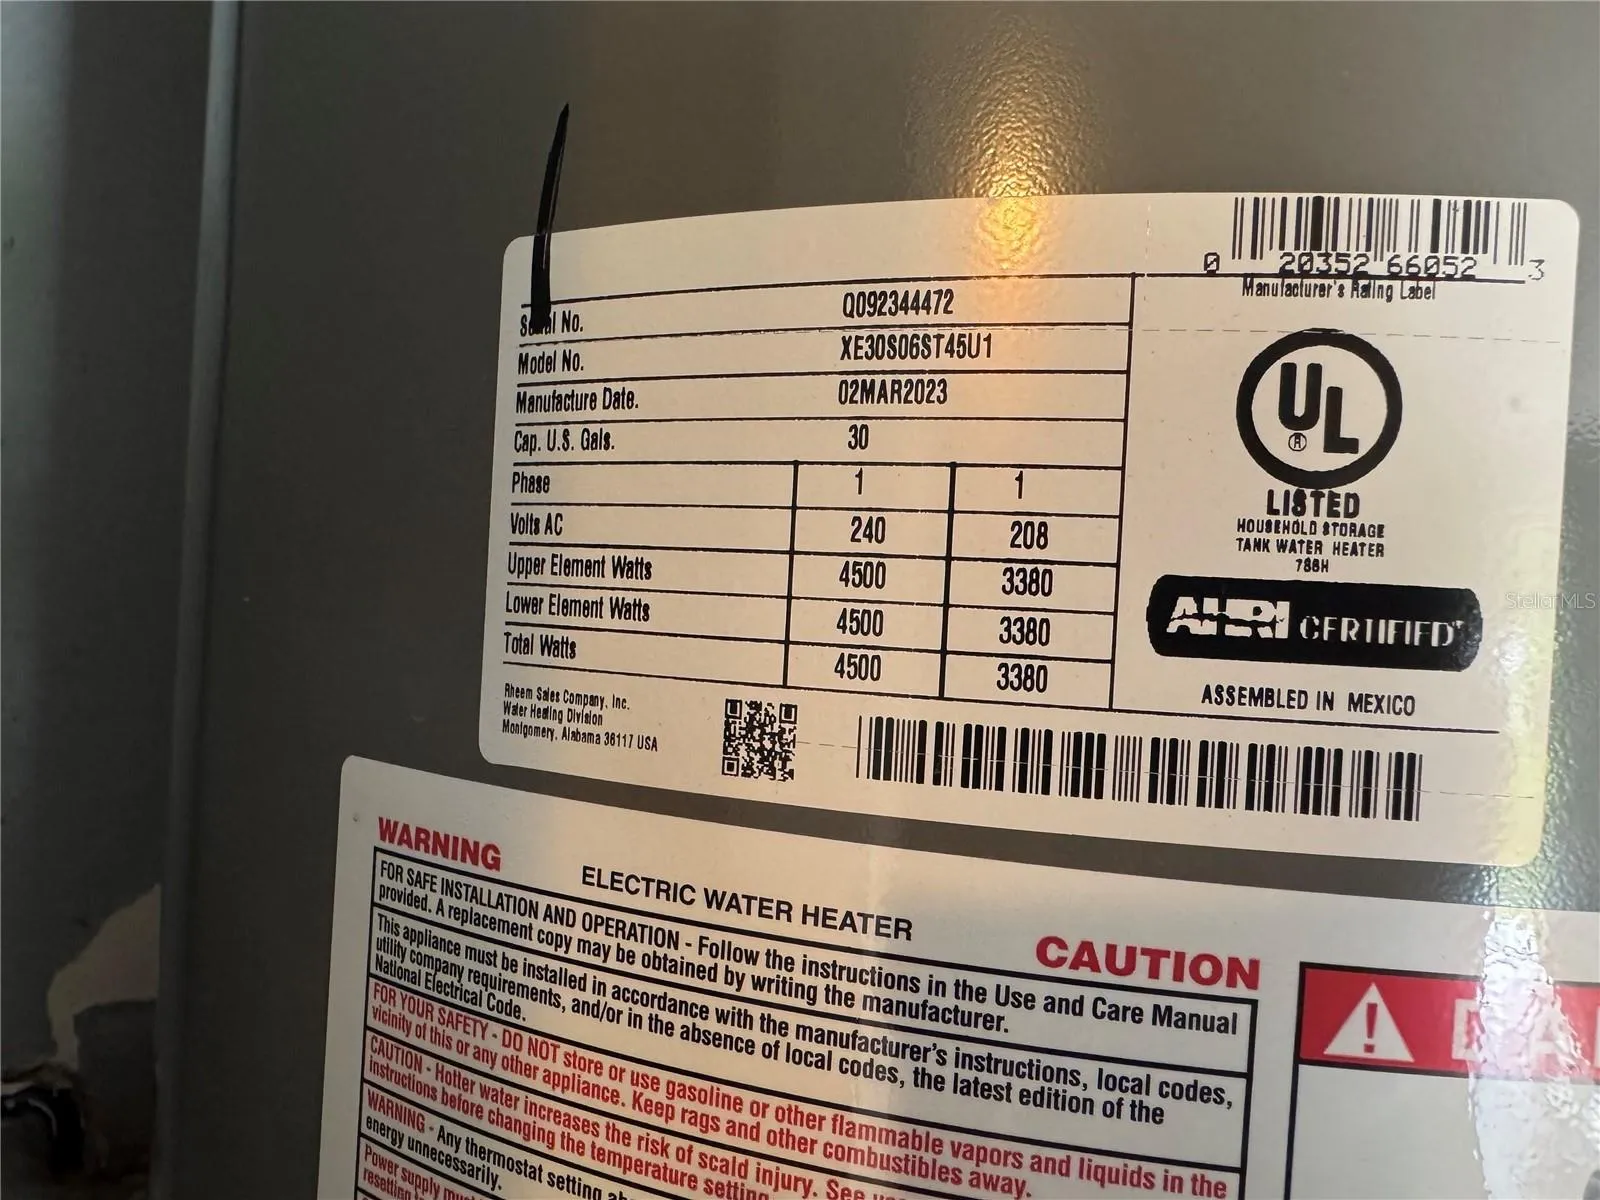 0 20352 66052 3
Manufacturer's Rating Label
Serial No. Q092344472
Model No. XE30S06ST45U1
Manufacture Date. 02MAR2023
Cap. U.S. Gals. 30
Phase 1 1
Volts AC 240 208
Upper Element Watts 4500 3380
Lower Element Watts 4500 3380
Total Watts 4500 3380
Rheem Sales Company, Inc.
Water Heating Division
Montgomery, Alabama 36117 USA
UL
®
LISTED
HOUSEHOLD STORAGE
TANK WATER HEATER
786H
AHRI CERTIFIED
ASSEMBLED IN MEXICO
StellarMLS
WARNING
ELECTRIC WATER HEATER
CAUTION
FOR SAFE INSTALLATION AND OPERATION - Follow the instructions in the Use and Care Manual
provided. A replacement copy may be obtained by writing the manufacturer.
This appliance must be installed in accordance with the manufacturer's instructions, local codes,
utility company requirements, and/or in the absence of local codes, the latest edition of the
National Electrical Code.
FOR YOUR SAFETY - DO NOT store or use gasoline or other flammable vapors and liquids in the
vicinity of this or any other appliance. Keep rags and other combustibles away.
CAUTION - Hotter water increases the risk of scald injury. See
instructions before changing the temperature setting.
WARNING - Any thermostat setting
energy unnecessarily.
Power supply